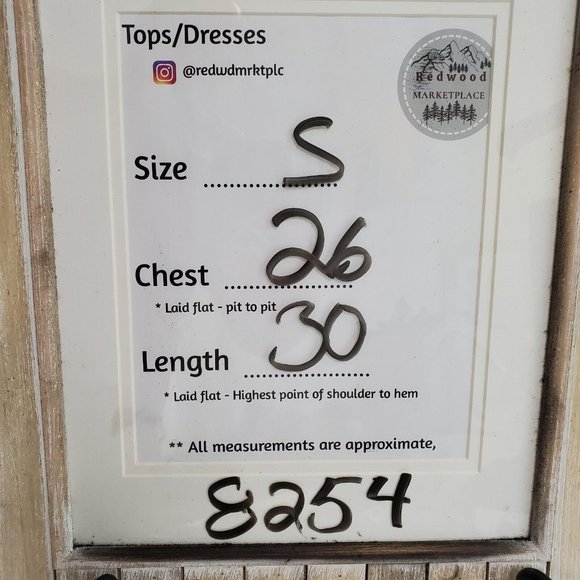 Tops/Dresses
@redwdmrktplc
Redwood
MARKETPLACE
Size ..................... S
Chest .................... 26
* Laid flat - pit to pit
Length .................... 30
* Laid flat - Highest point of shoulder to hem
** All measurements are approximate,
8254